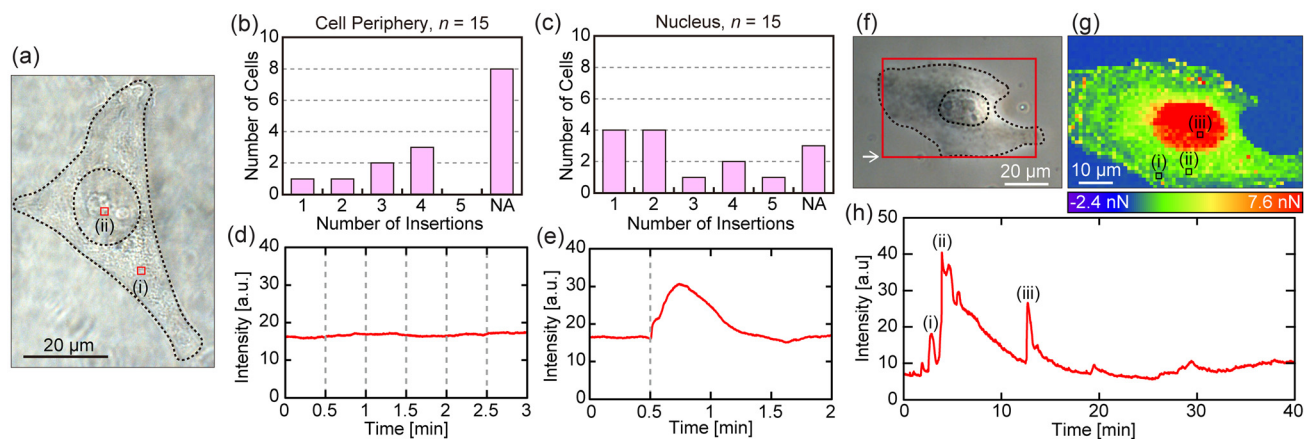 (a)
20 μm
(i)
(ii)
(b)
Cell Periphery, n = 15
Number of Cells
10
8
6
4
2
0
1 2 3 4 5 NA
Number of Insertions
(c)
Nucleus, n = 15
Number of Cells
10
8
6
4
2
0
1 2 3 4 5 NA
Number of Insertions
(d)
Intensity [a.u.]
40
30
20
10
0
0 0.5 1 1.5 2 2.5 3
Time [min]
(e)
Intensity [a.u.]
40
30
20
10
0
0 0.5 1 1.5 2
Time [min]
(f)
20 μm
(g)
(iii)
(i)
(ii)
10 μm
-2.4 nN 7.6 nN
(h)
Intensity [a.u]
50
40
30
20
10
0
(i)
(ii)
(iii)
0 10 20 30 40
Time [min]